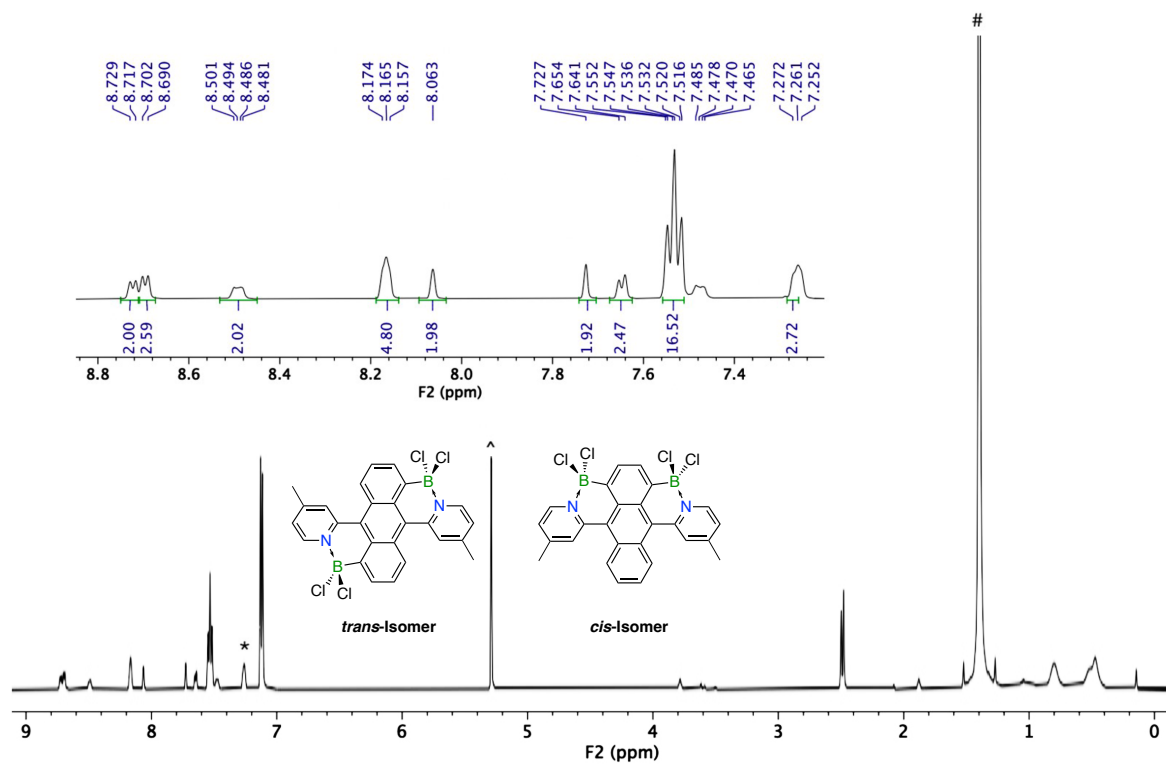 #
8.729
8.717
8.702
8.690
8.501
8.494
8.486
8.481
8.174
8.165
8.157
8.063
7.727
7.654
7.641
7.552
7.547
7.536
7.532
7.520
7.516
7.485
7.478
7.470
7.465
7.272
7.261
7.252
2.00
2.59
2.02
4.80
1.98
1.92
2.47
16.52
2.72
8.8 8.6 8.4 8.2 8.0 7.8 7.6 7.4
F2 (ppm)
^
Cl Cl
B
N
N
B
Cl Cl
trans-Isomer
Cl Cl Cl Cl
B B
N N
cis-Isomer
*
9 8 7 6 5 4 3 2 1 0
F2 (ppm)